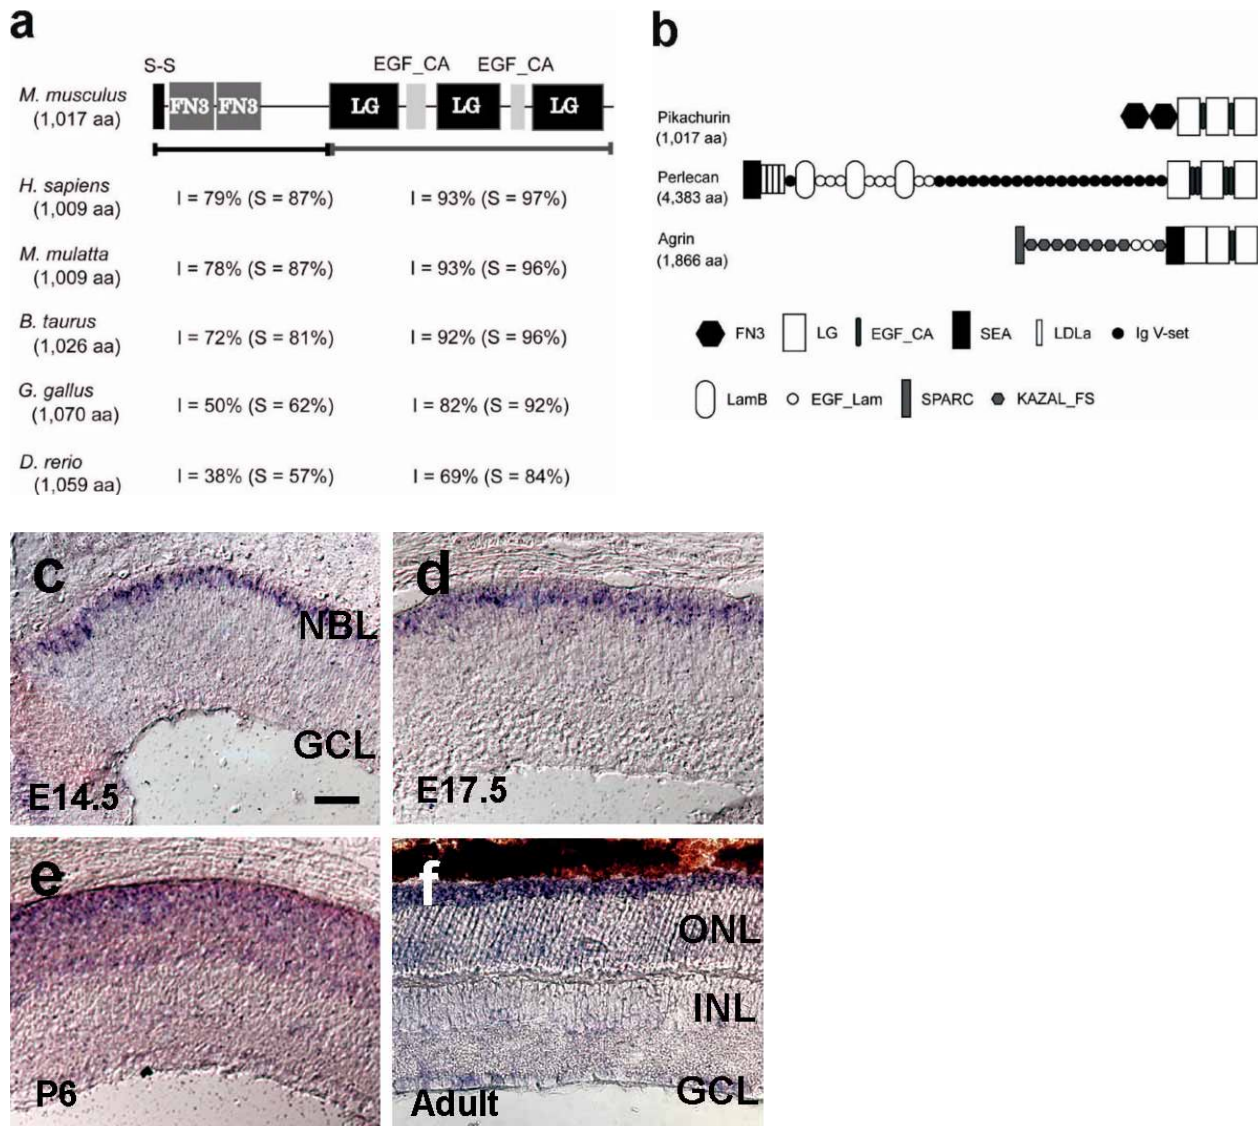 a
S-S
EGF_CA EGF_CA
M. musculus
(1,017 aa)
FN3 FN3 LG LG LG
H. sapiens
(1,009 aa)
I = 79% (S = 87%) I = 93% (S = 97%)
M. mulatta
(1,009 aa)
I = 78% (S = 87%) I = 93% (S = 96%)
B. taurus
(1,026 aa)
I = 72% (S = 81%) I = 92% (S = 96%)
G. gallus
(1,070 aa)
I = 50% (S = 62%) I = 82% (S = 92%)
D. rerio
(1,059 aa)
I = 38% (S = 57%) I = 69% (S = 84%)
b
Pikachurin
(1,017 aa)
Perlecan
(4,383 aa)
Agrin
(1,866 aa)
FN3 LG EGF_CA SEA LDLa Ig V-set
LamB EGF_Lam SPARC KAZAL_FS
c
NBL
GCL
E14.5
d
E17.5
e
P6
f
ONL
INL
GCL
Adult